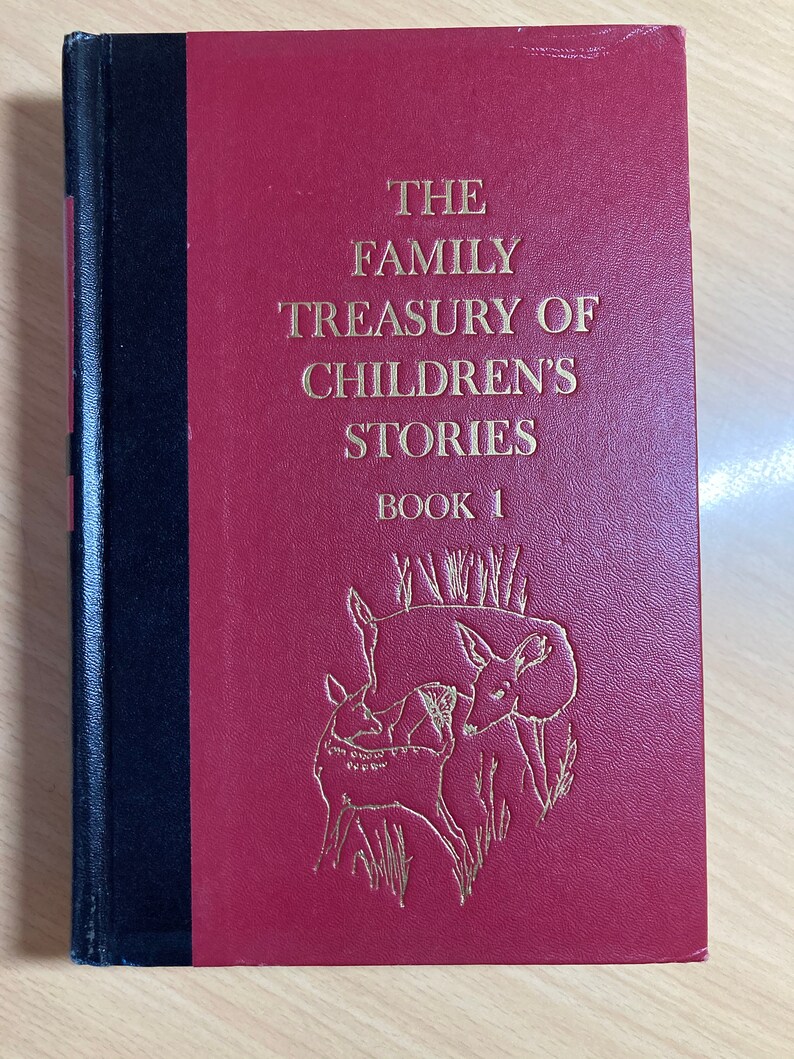 THE
FAMILY
TREASURY OF
CHILDREN'S
STORIES
BOOK 1